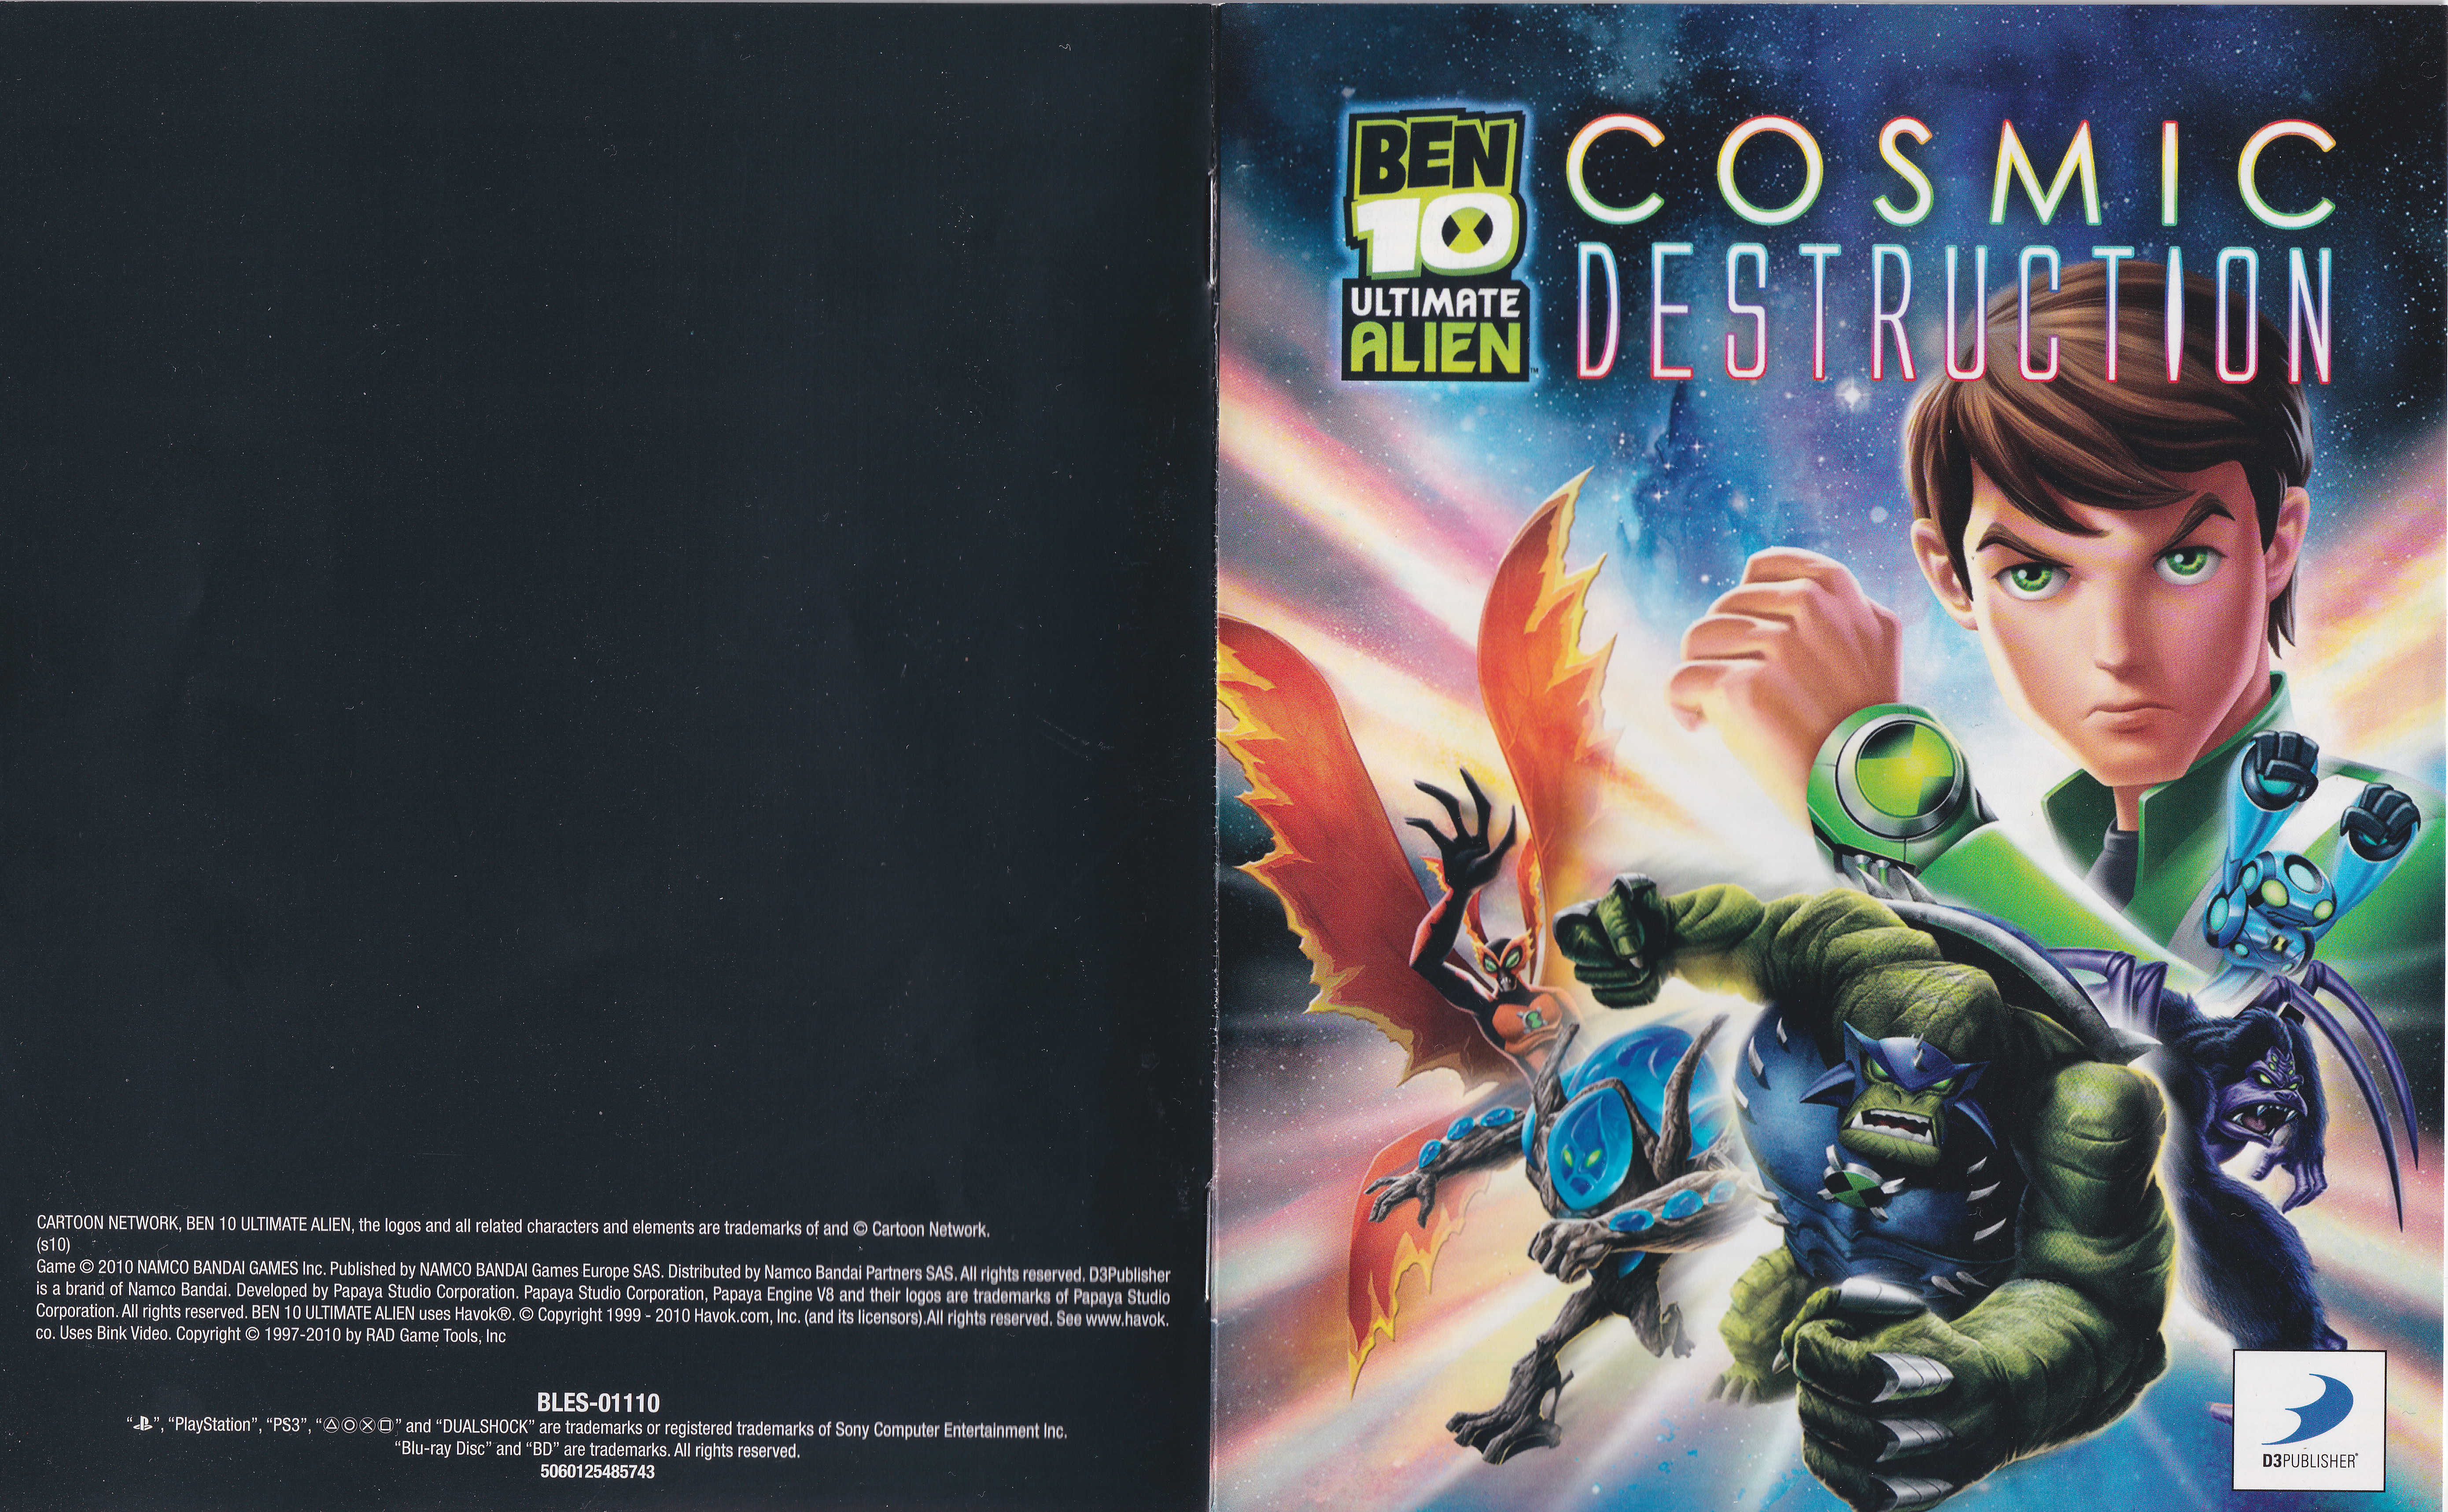 CARTOON NETWORK, BEN 10 ULTIMATE ALIEN, the logos and all related characters and elements are trademarks of and © Cartoon Network.
(s10)
Game © 2010 NAMCO BANDAI GAMES Inc. Published by NAMCO BANDAI Games Europe SAS. Distributed by Namco Bandai Partners SAS. All rights reserved. D3Publisher
is a brand of Namco Bandai. Developed by Papaya Studio Corporation. Papaya Studio Corporation, Papaya Engine V8 and their logos are trademarks of Papaya Studio
Corporation. All rights reserved. BEN 10 ULTIMATE ALIEN uses Havok®. © Copyright 1999 - 2010 Havok.com, Inc. (and its licensors).All rights reserved. See www.havok.
co. Uses Bink Video. Copyright © 1997-2010 by RAD Game Tools, Inc
BLES-01110
“ ”, “PlayStation”, “PS3”, “△○✕□” and “DUALSHOCK” are trademarks or registered trademarks of Sony Computer Entertainment Inc.
“Blu-ray Disc” and “BD” are trademarks. All rights reserved.
5060125485743
BEN
10
ULTIMATE
ALIEN™
COSMIC
DESTRUCTION
D3PUBLISHER®